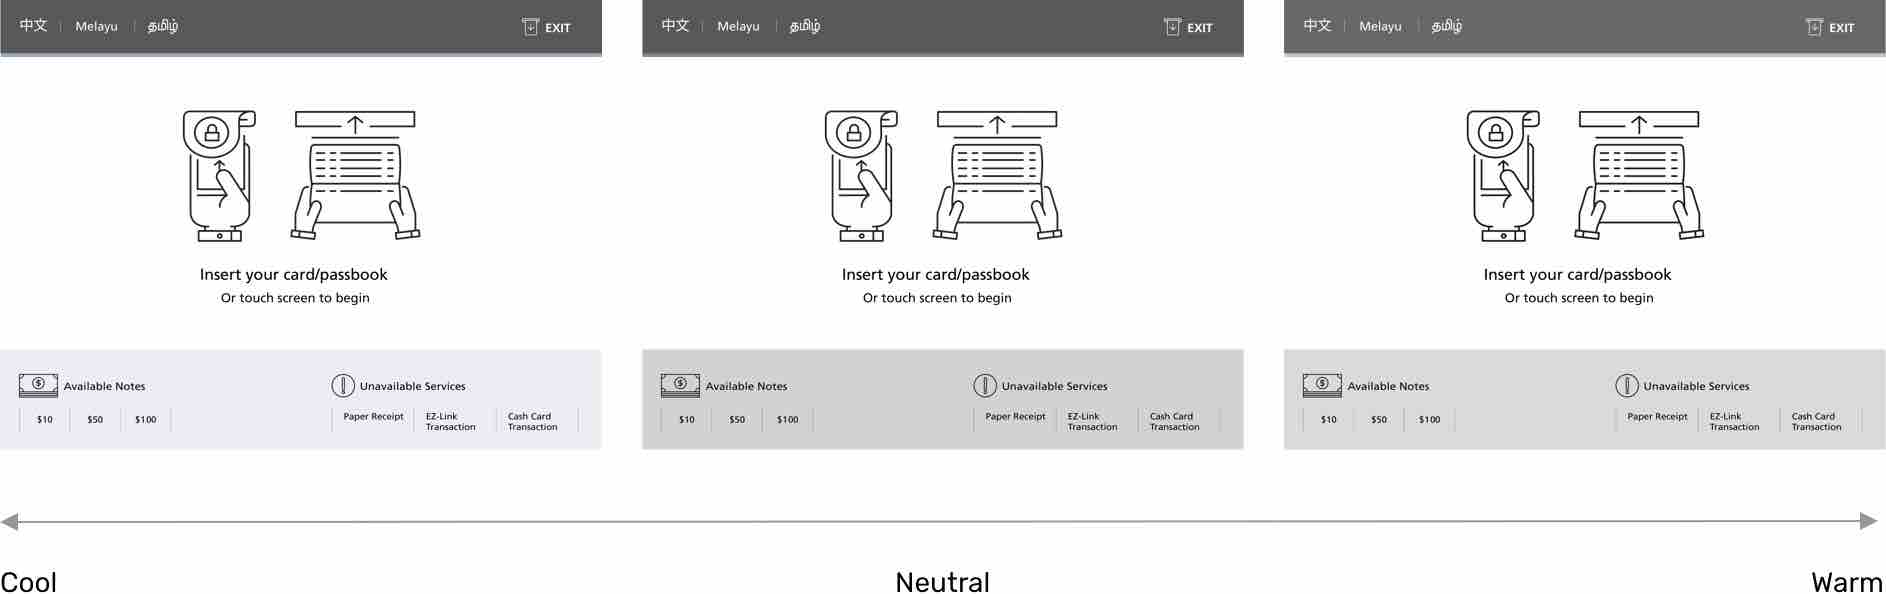 中文 Melayu தமிழ் EXIT
Insert your card/passbook
Or touch screen to begin
Available Notes
$10 $50 $100
Unavailable Services
Paper Receipt
EZ-Link
Transaction
Cash Card
Transaction
中文 Melayu தமிழ் EXIT
Insert your card/passbook
Or touch screen to begin
Available Notes
$10 $50 $100
Unavailable Services
Paper Receipt
EZ-Link
Transaction
Cash Card
Transaction
中文 Melayu தமிழ் EXIT
Insert your card/passbook
Or touch screen to begin
Available Notes
$10 $50 $100
Unavailable Services
Paper Receipt
EZ-Link
Transaction
Cash Card
Transaction
Cool
Neutral
Warm